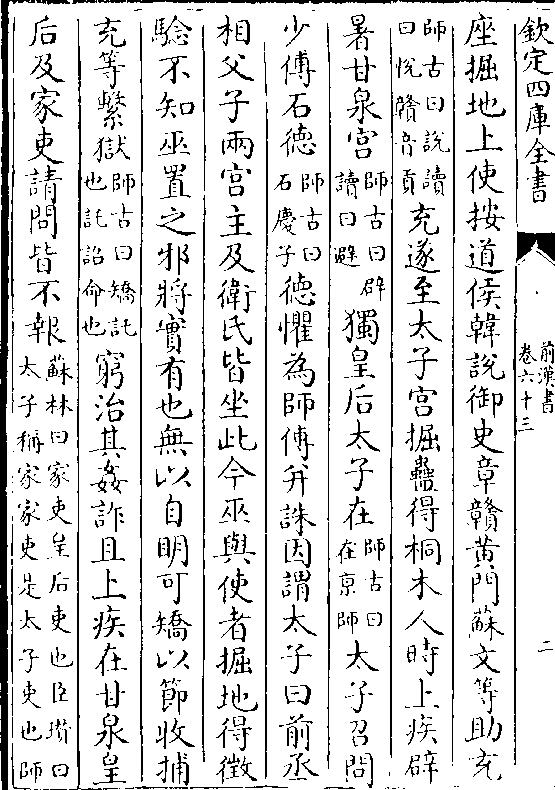 欽定四庫全書
前漢書
卷六十三
二
座掘地上使按道侯韓説御史章贛黄門蘇文等助充
師古曰説讀
曰悦贛音貢
充遂至太子宫掘蠱得桐木人時上疾辟
暑甘泉宫
師古曰辟
讀曰避
獨皇后太子在
師古曰
在京師
太子召問
少傅石德
師古曰
石慶子
德懼為師傅并誅因謂太子曰前丞
相父子兩宫主及衛氏皆坐此今巫與使者掘地得徴
驗不知巫置之邪將實有也無以自明可矯以節收捕
充等繫獄
師古曰矯託
也託詔命也
窮治其姦詐且上疾在甘泉皇
后及家吏請問皆不報
蘇林曰家吏皇后吏也臣瓚曰
太子稱家家吏是太子吏也師